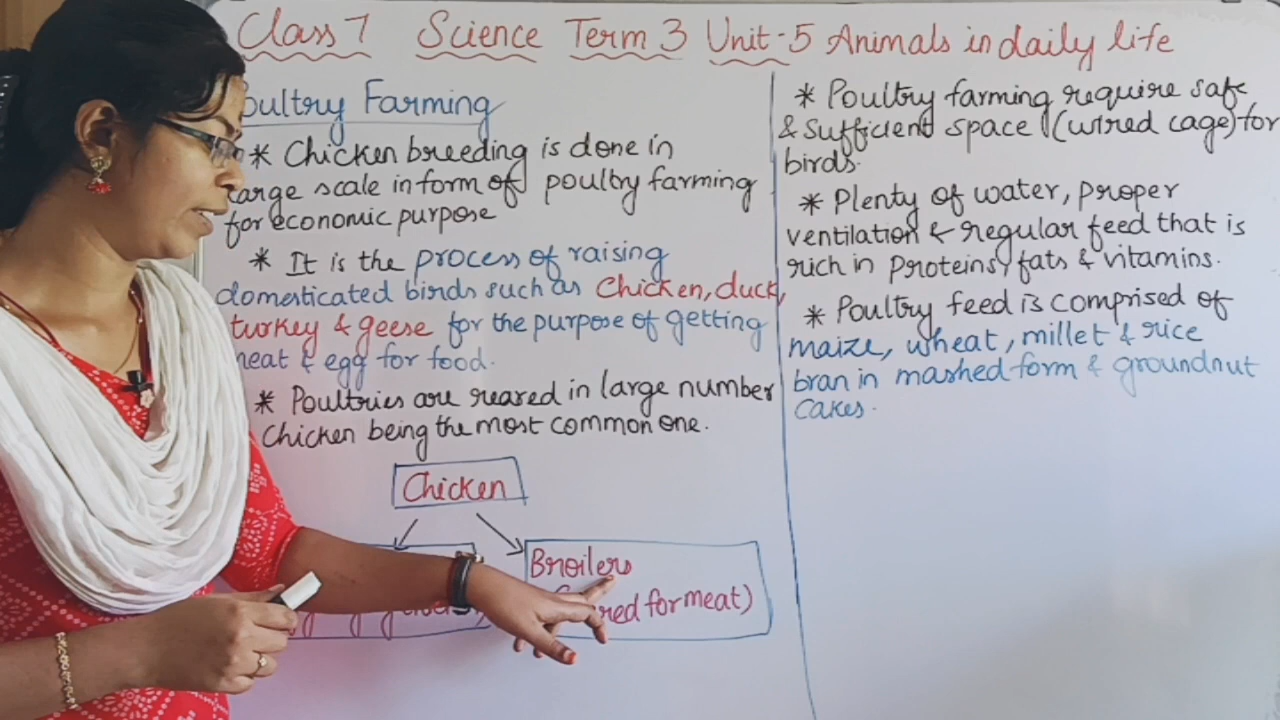 Class 7 Science Term 3 Unit-5 Animals in daily life
oultry Farming
* Chicken breeding is done in
arge scale in form of poultry farming
for economic purpose
* It is the process of raising
domesticated birds such as Chicken, duck,
turkey & geese for the purpose of getting
meat & egg for food.
* Poultries are reared in large number
Chicken being the most common one.
Chicken
Broilers
red for meat)
* Poultry farming require safe
& Sufficient space (wired cage) for
birds.
* Plenty of water, proper
ventilation & regular feed that is
rich in proteins, fats & vitamins.
* Poultry feed is comprised of
maize, wheat, millet & rice
bran in mashed form & groundnut
cakes.